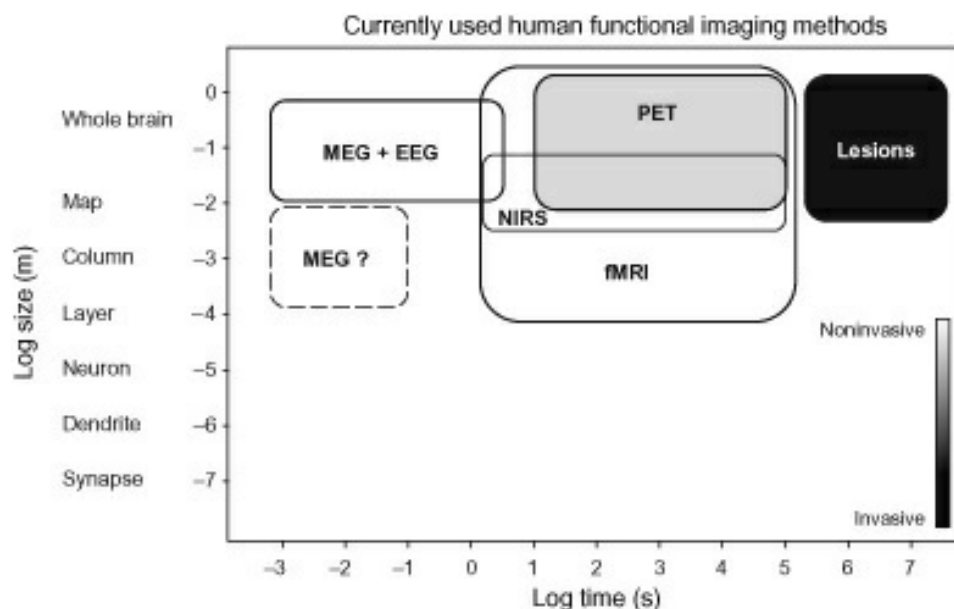 Currently used human functional imaging methods
Log size (m)
Whole brain
Map
Column
Layer
Neuron
Dendrite
Synapse
0
–1
–2
–3
–4
–5
–6
–7
MEG + EEG
MEG ?
PET
NIRS
fMRI
Lesions
Noninvasive
Invasive
–3 –2 –1 0 1 2 3 4 5 6 7
Log time (s)